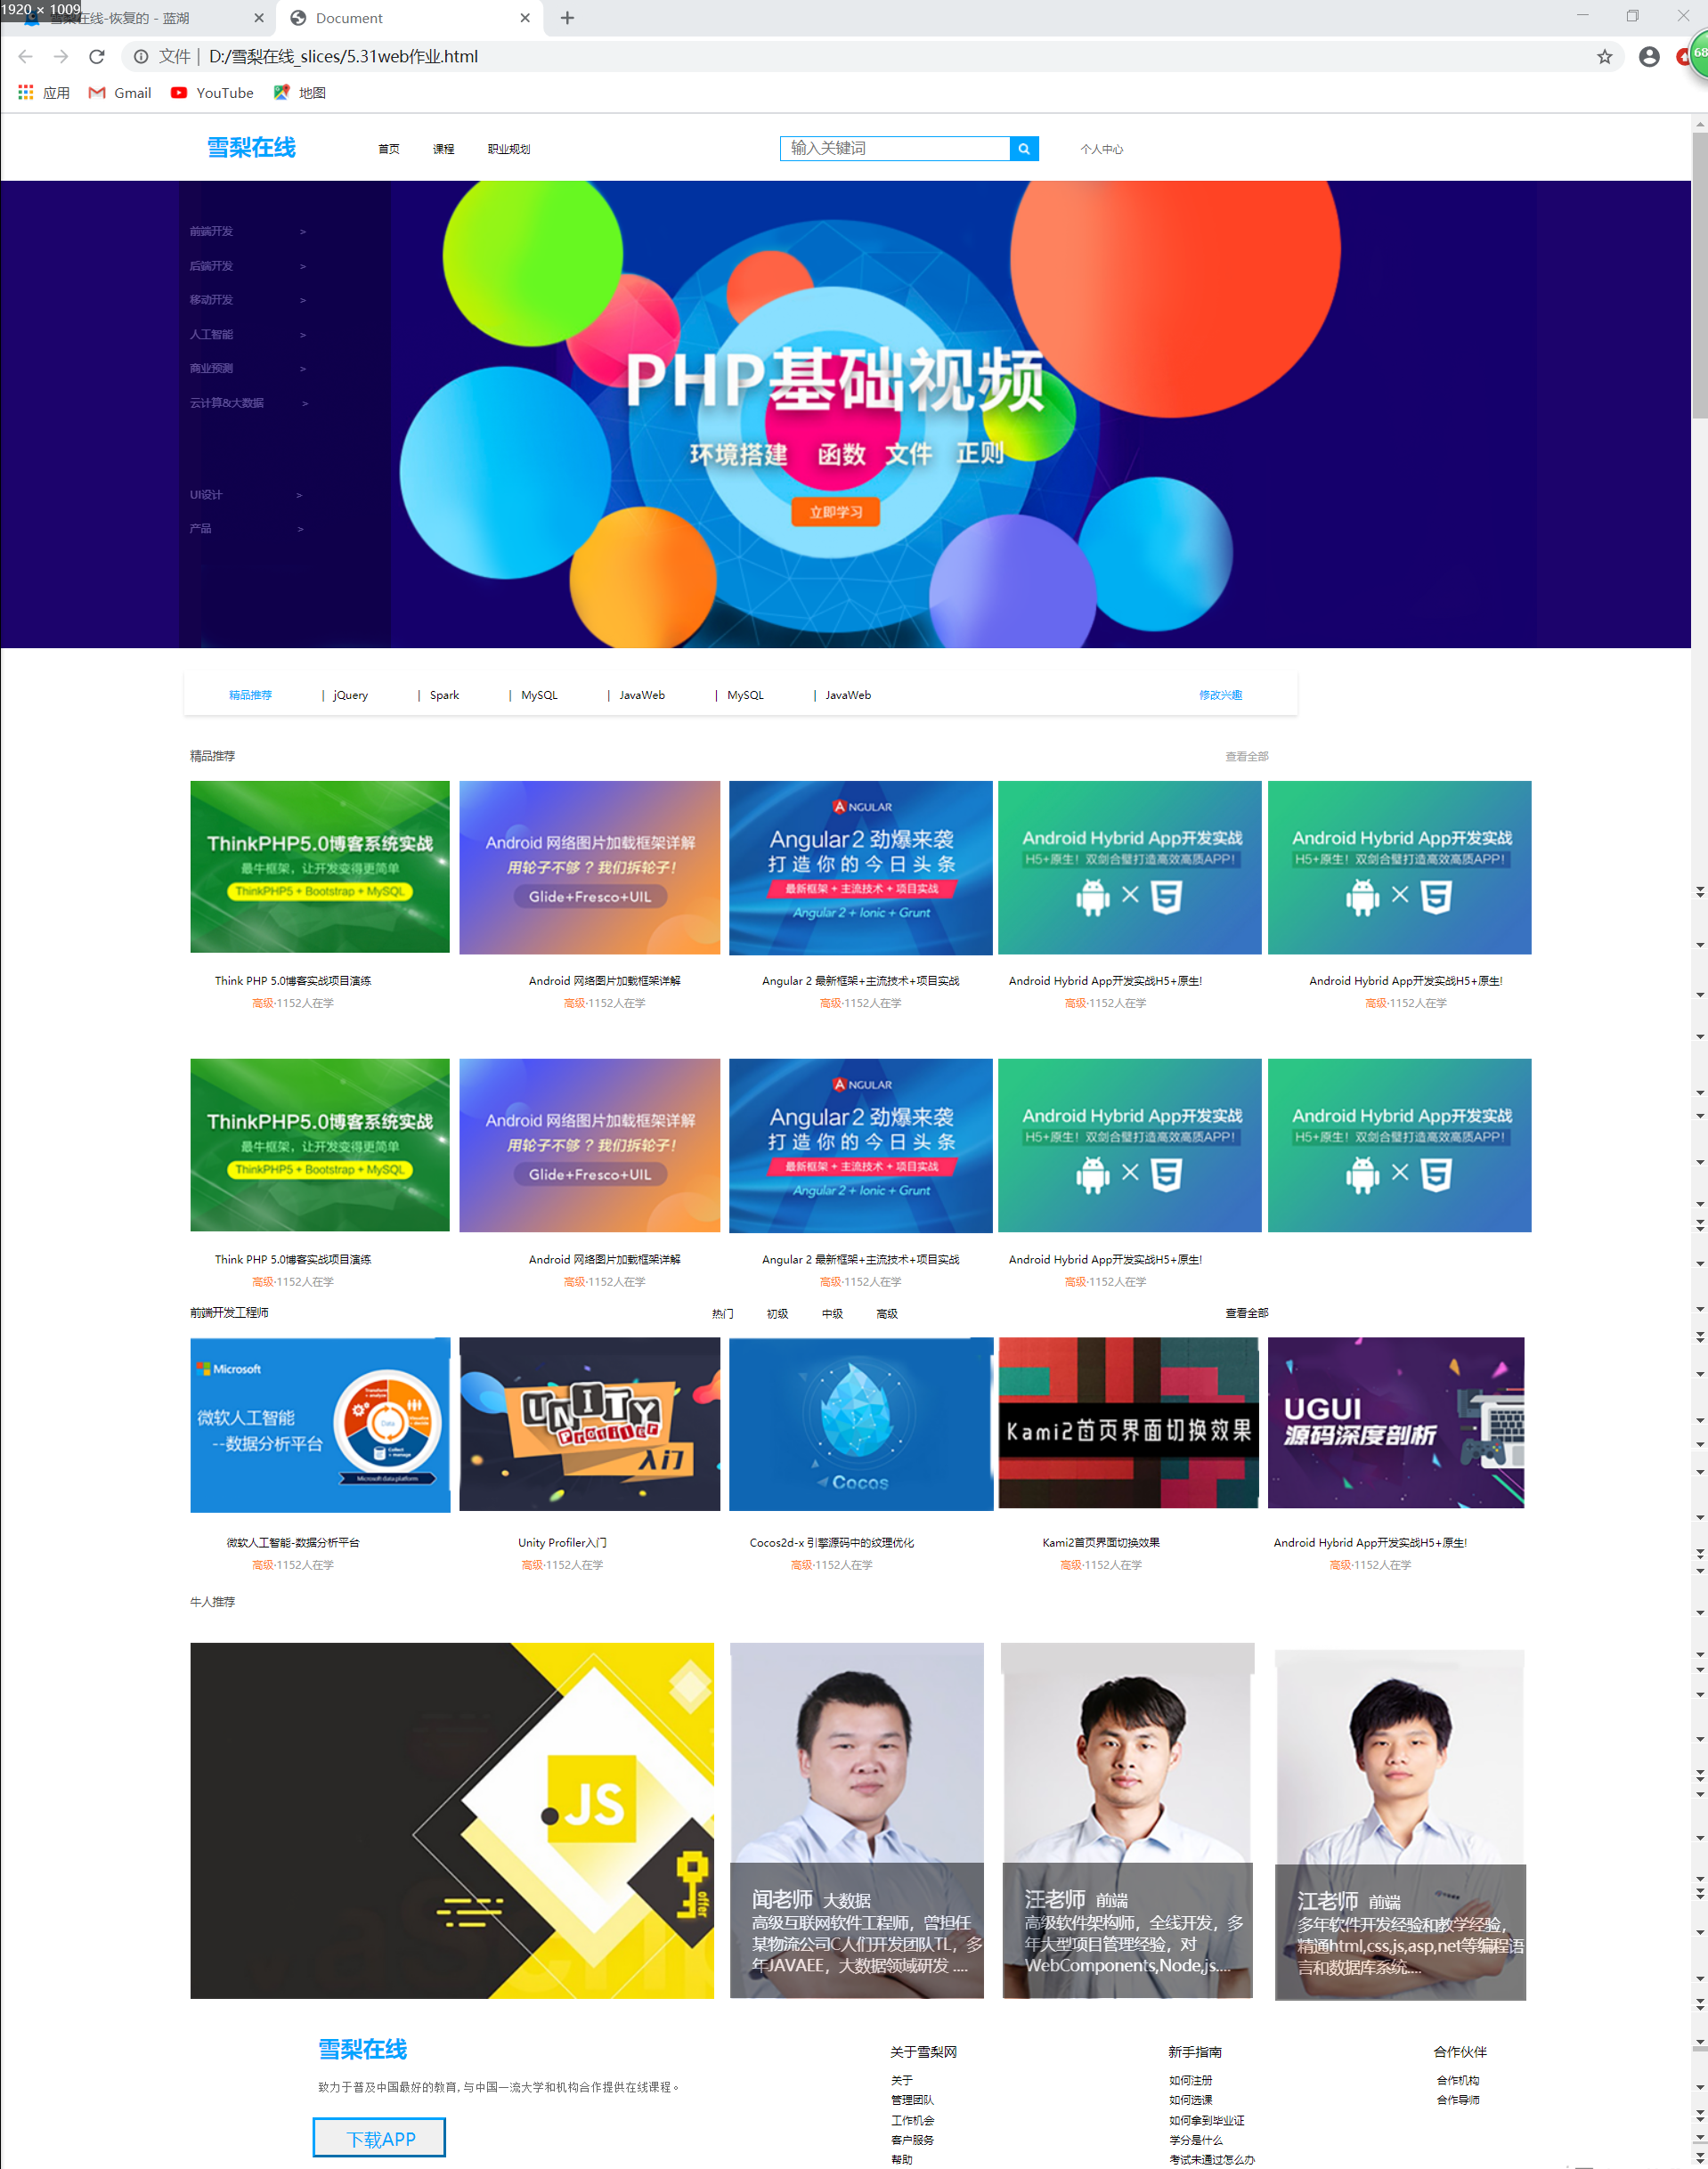 1920 × 1009
雪梨在线-恢复的 - 蓝湖
Document
文件 | D:/雪梨在线_slices/5.31web作业.html
68
应用 Gmail YouTube 地图
雪梨在线 首页 课程 职业规划 输入关键词 个人中心
前端开发 >
后端开发 >
移动开发 >
人工智能 >
商业预测 >
云计算&大数据 >
UI设计 >
产品 >
PHP基础视频
环境搭建 函数 文件 正则
立即学习
精品推荐 | jQuery | Spark | MySQL | JavaWeb | MySQL | JavaWeb 修改兴趣
精品推荐 查看全部
ThinkPHP5.0博客系统实战
最牛框架，让开发变得更简单
ThinkPHP5 + Bootstrap + MySQL
Android 网络图片加载框架详解
用轮子不够？我们拆轮子！
Glide+Fresco+UIL
ANGULAR
Angular 2 劲爆来袭
打造你的今日头条
最新框架 + 主流技术 + 项目实战
Angular 2 + Ionic + Grunt
Android Hybrid App开发实战
H5+原生！双剑合璧打造高效高质APP！
Android Hybrid App开发实战
H5+原生！双剑合璧打造高效高质APP！
Think PHP 5.0博客实战项目演练
高级·1152人在学
Android 网络图片加载框架详解
高级·1152人在学
Angular 2 最新框架+主流技术+项目实战
高级·1152人在学
Android Hybrid App开发实战H5+原生!
高级·1152人在学
Android Hybrid App开发实战H5+原生!
高级·1152人在学
ThinkPHP5.0博客系统实战
最牛框架，让开发变得更简单
ThinkPHP5 + Bootstrap + MySQL
Android 网络图片加载框架详解
用轮子不够？我们拆轮子！
Glide+Fresco+UIL
ANGULAR
Angular 2 劲爆来袭
打造你的今日头条
最新框架 + 主流技术 + 项目实战
Angular 2 + Ionic + Grunt
Android Hybrid App开发实战
H5+原生！双剑合璧打造高效高质APP！
Android Hybrid App开发实战
H5+原生！双剑合璧打造高效高质APP！
Think PHP 5.0博客实战项目演练
高级·1152人在学
Android 网络图片加载框架详解
高级·1152人在学
Angular 2 最新框架+主流技术+项目实战
高级·1152人在学
Android Hybrid App开发实战H5+原生!
高级·1152人在学
前端开发工程师 热门 初级 中级 高级 查看全部
Microsoft
微软人工智能
--数据分析平台
Data
Microsoft data platform
UNITY
PROFILER
入门
Cocos
Kami2首页界面切换效果
UGUI
源码深度剖析
微软人工智能-数据分析平台
高级·1152人在学
Unity Profiler入门
高级·1152人在学
Cocos2d-x 引擎源码中的纹理优化
高级·1152人在学
Kami2首页界面切换效果
高级·1152人在学
Android Hybrid App开发实战H5+原生!
高级·1152人在学
牛人推荐
JS
offer
闻老师 大数据
高级互联网软件工程师，曾担任
某物流公司C人们开发团队TL，多
年JAVAEE，大数据领域研发 ....
汪老师 前端
高级软件架构师，全线开发，多
年大型项目管理经验，对
WebComponents,Node,js....
江老师 前端
多年软件开发经验和教学经验，
精通html,css,js,asp,net等编程语
言和数据库系统....
雪梨在线
致力于普及中国最好的教育,与中国一流大学和机构合作提供在线课程。
下载APP
关于雪梨网
关于
管理团队
工作机会
客户服务
帮助
新手指南
如何注册
如何选课
如何拿到毕业证
学分是什么
考试未通过怎么办
合作伙伴
合作机构
合作导师